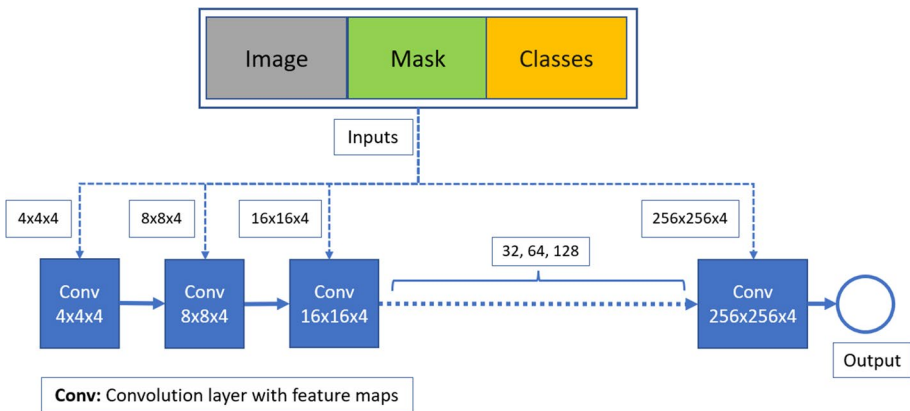 Image
Mask
Classes
Inputs
4x4x4
8x8x4
16x16x4
256x256x4
32, 64, 128
Conv
4x4x4
Conv
8x8x4
Conv
16x16x4
Conv
256x256x4
Output
Conv: Convolution layer with feature maps